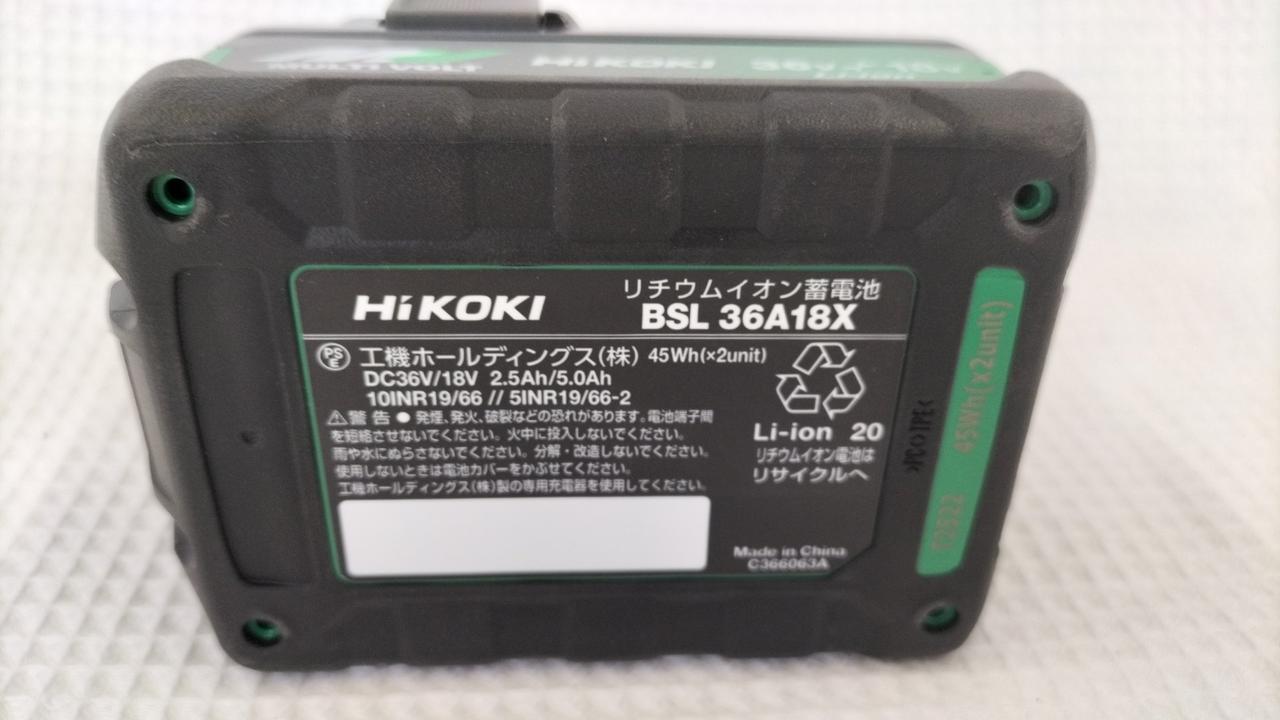 MULTI VOLT
HiKOKI
36V ⚡ 18V
Li-ion
HiKOKI
リチウムイオン蓄電池
BSL 36A18X
PS
E
工機ホールディングス(株) 45Wh(×2unit)
DC36V/18V 2.5Ah/5.0Ah
10INR19/66 // 5INR19/66-2
⚠警告 ● 発煙、発火、破裂などの恐れがあります。電池端子間
を短絡させないでください。火中に投入しないでください。
雨や水にぬらさないでください。分解・改造しないでください。
使用しないときは電池カバーをかぶせてください。
工機ホールディングス(株)製の専用充電器を使用してください。
Li-ion 20
リチウムイオン電池は
リサイクルへ
Made in China
C366063A
45Wh(x2unit)